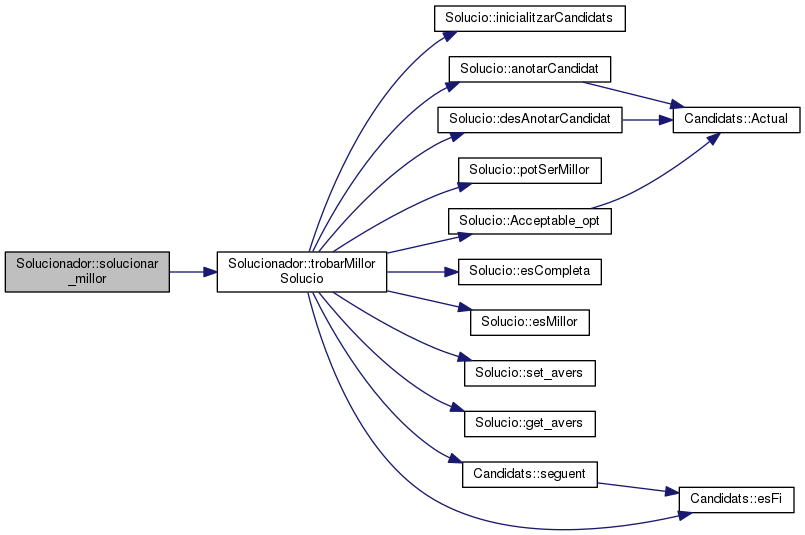 Solucio::inicialitzarCandidats
Solucio::anotarCandidat
Solucio::desAnotarCandidat
Candidats::Actual
Solucio::potSerMillor
Solucio::Acceptable_opt
Solucionador::solucionar
_millor
Solucionador::trobarMillor
Solucio
Solucio::esCompleta
Solucio::esMillor
Solucio::set_avers
Solucio::get_avers
Candidats::seguent
Candidats::esFi